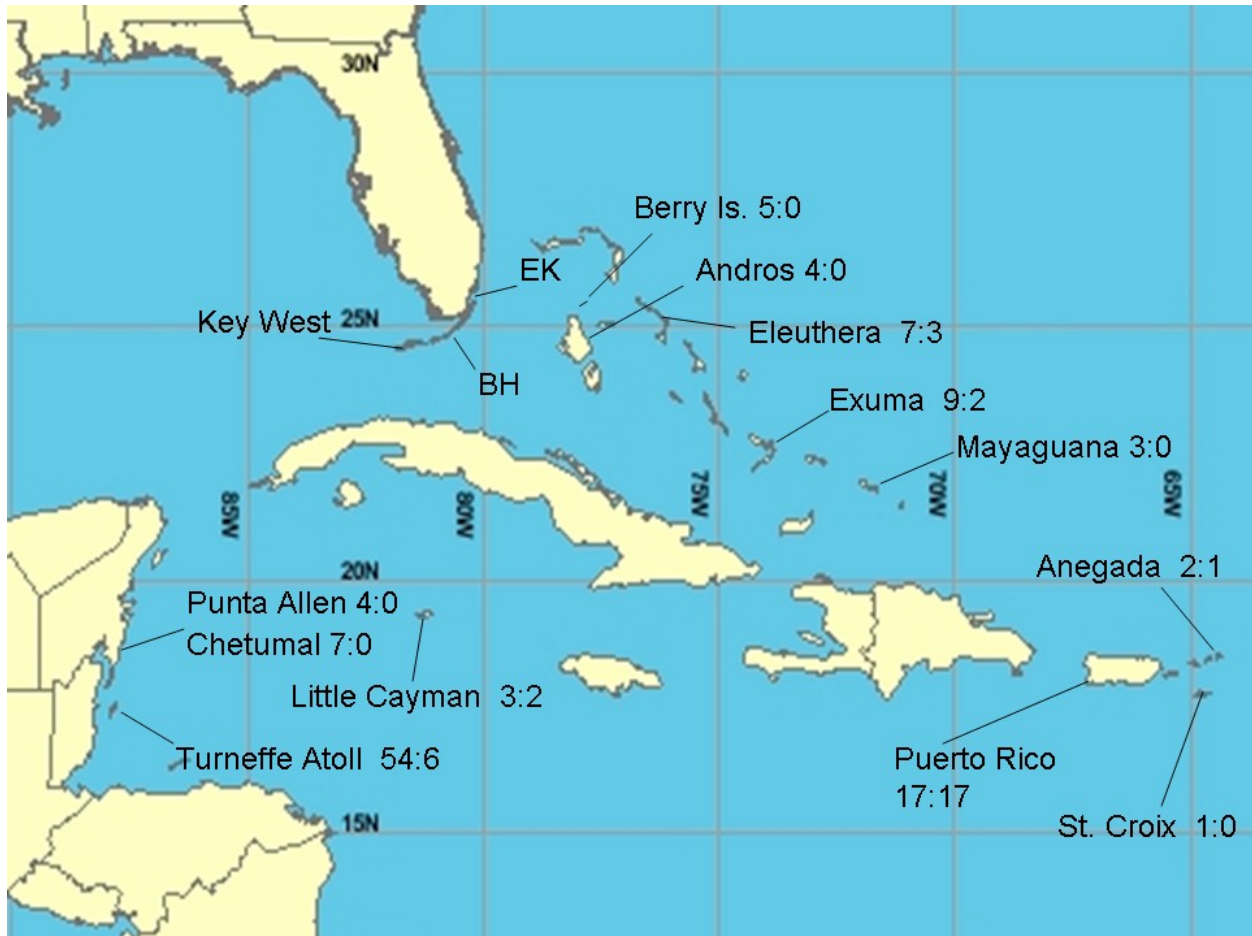 30N
Berry Is. 5:0
EK
Andros 4:0
Key West
25N
Eleuthera 7:3
BH
Exuma 9:2
Mayaguana 3:0
85W
80W
75W
70W
65W
20N
Anegada 2:1
Punta Allen 4:0
Chetumal 7:0
Little Cayman 3:2
Turneffe Atoll 54:6
Puerto Rico
17:17
15N
St. Croix 1:0